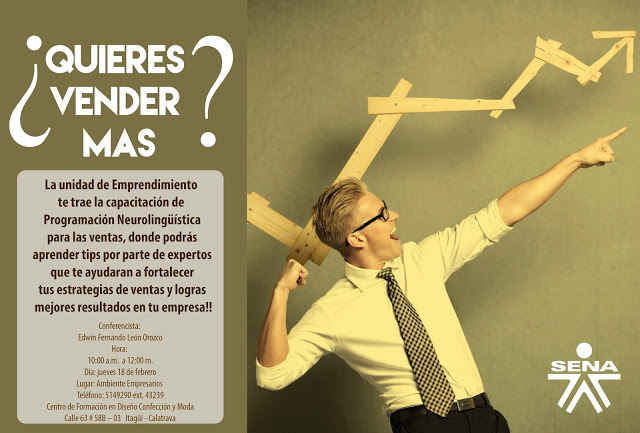 ¿QUIERES
VENDER
MAS?
La unidad de Emprendimiento
te trae la capacitación de
Programación Neurolingüística
para las ventas, donde podrás
aprender tips por parte de expertos
que te ayudaran a fortalecer
tus estrategias de ventas y logras
mejores resultados en tu empresa!!
Conferencista:
Edwin Fernando León Orozco
Hora:
10:00 a.m. a 12:00 m.
Día: jueves 18 de febrero
Lugar: Ambiente Empresarios
Teléfono: 5149290 ext. 43239
Centro de Formación en Diseño Confección y Moda
Calle 63 # 58B – 03 Itagüí - Calatrava
SENA